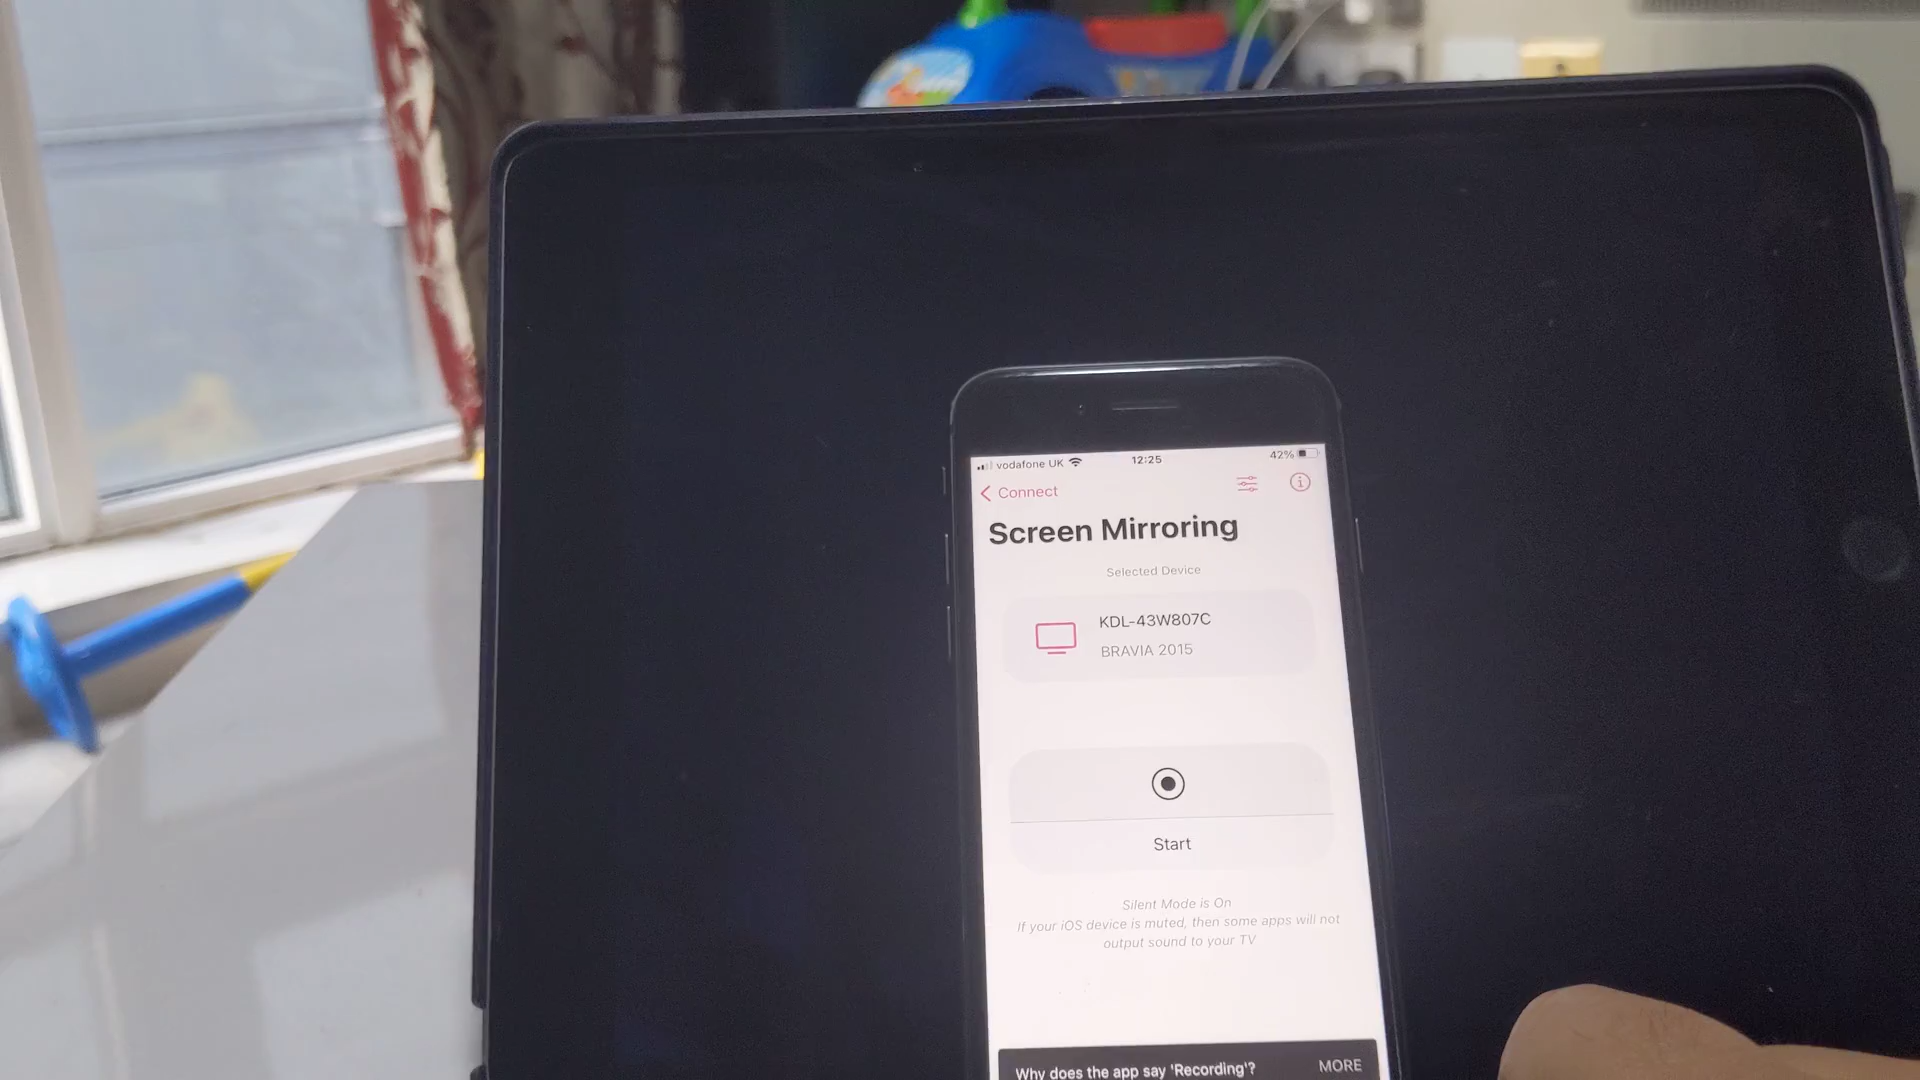 vodafone UK 12:25 42%
Connect
Screen Mirroring
Selected Device
KDL-43W807C
BRAVIA 2015
Start
Silent Mode is On
If your iOS device is muted, then some apps will not
output sound to your TV
Why does the app say 'Recording'? MORE